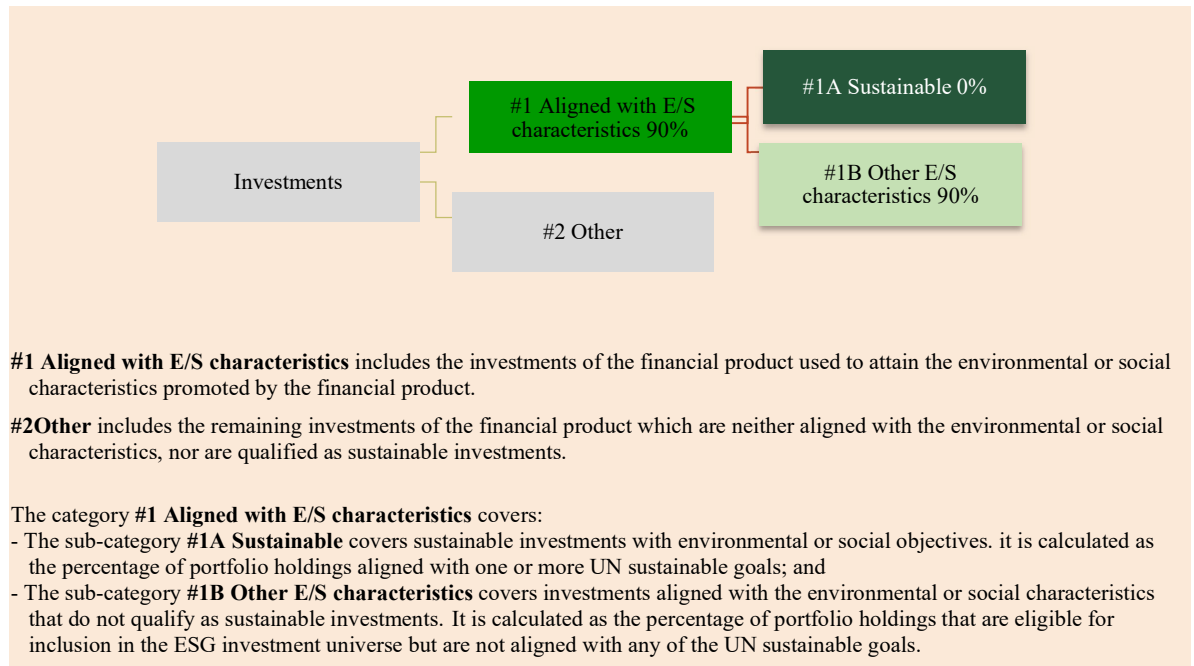 #1A Sustainable 0%
#1 Aligned with E/S
characteristics 90%
#1B Other E/S
characteristics 90%
Investments
#2 Other
#1 Aligned with E/S characteristics includes the investments of the financial product used to attain the environmental or social
characteristics promoted by the financial product.
#2Other includes the remaining investments of the financial product which are neither aligned with the environmental or social
characteristics, nor are qualified as sustainable investments.
The category #1 Aligned with E/S characteristics covers:
- The sub-category #1A Sustainable covers sustainable investments with environmental or social objectives. it is calculated as
the percentage of portfolio holdings aligned with one or more UN sustainable goals; and
- The sub-category #1B Other E/S characteristics covers investments aligned with the environmental or social characteristics
that do not qualify as sustainable investments. It is calculated as the percentage of portfolio holdings that are eligible for
inclusion in the ESG investment universe but are not aligned with any of the UN sustainable goals.